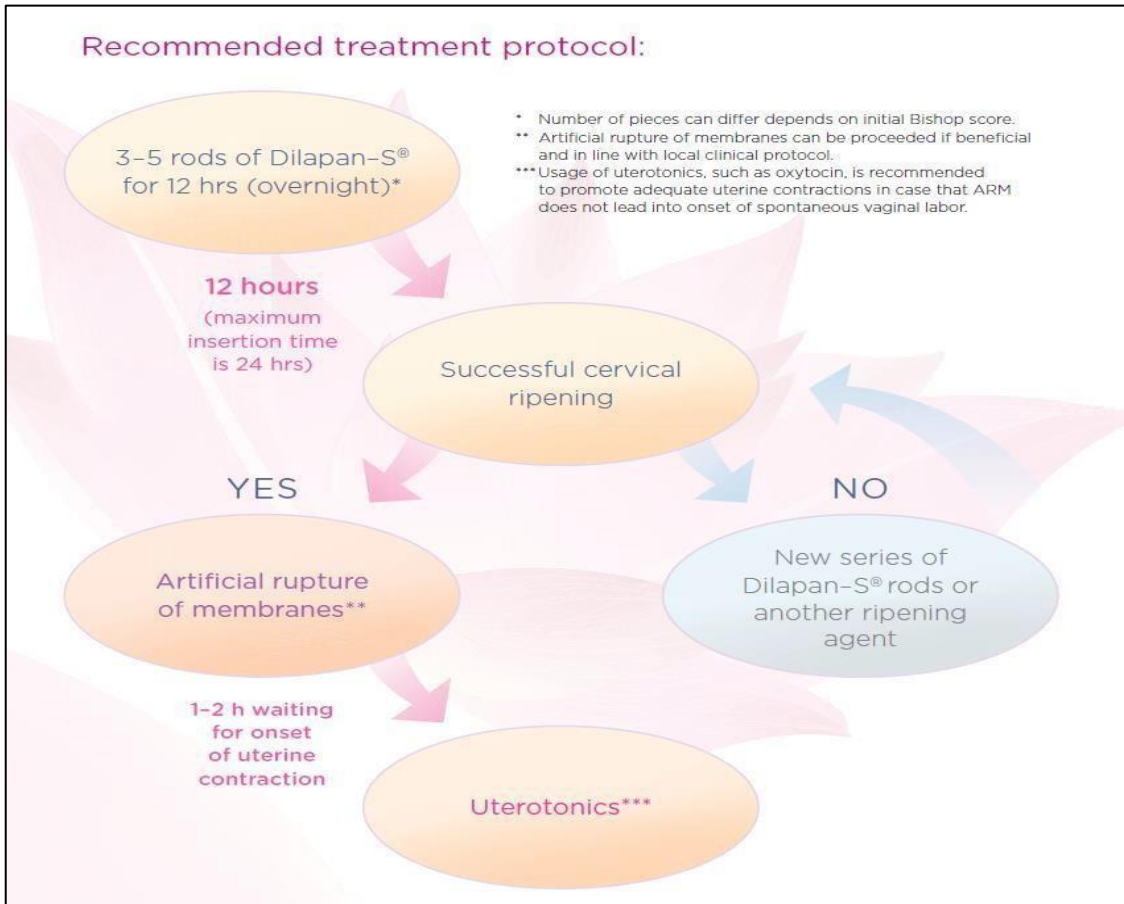 Recommended treatment protocol:
3–5 rods of Dilapan–S®
for 12 hrs (overnight)*
* Number of pieces can differ depends on initial Bishop score.
** Artificial rupture of membranes can be proceeded if beneficial
and in line with local clinical protocol.
*** Usage of uterotonics, such as oxytocin, is recommended
to promote adequate uterine contractions in case that ARM
does not lead into onset of spontaneous vaginal labor.
12 hours
(maximum
insertion time
is 24 hrs)
Successful cervical
ripening
YES
NO
Artificial rupture
of membranes**
New series of
Dilapan–S® rods or
another ripening
agent
1–2 h waiting
for onset
of uterine
contraction
Uterotonics***